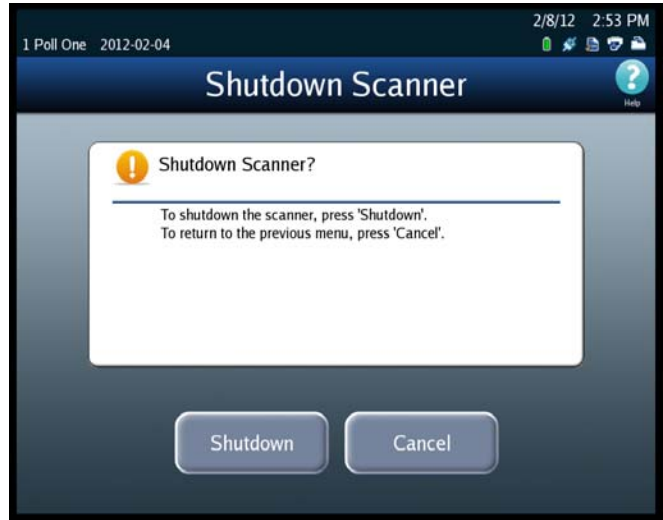 2/8/12 2:53 PM
1 Poll One 2012-02-04
Shutdown Scanner
Help
Shutdown Scanner?
To shutdown the scanner, press 'Shutdown'.
To return to the previous menu, press 'Cancel'.
Shutdown Cancel